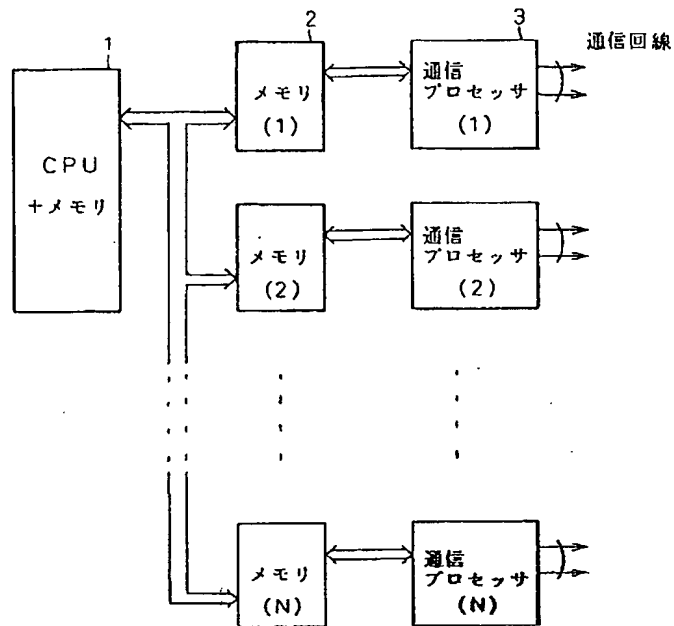 1
2
3
通信回線
CPU
+メモリ
メモリ
(1)
通信
プロセッサ
(1)
メモリ
(2)
通信
プロセッサ
(2)
メモリ
(N)
通信
プロセッサ
(N)